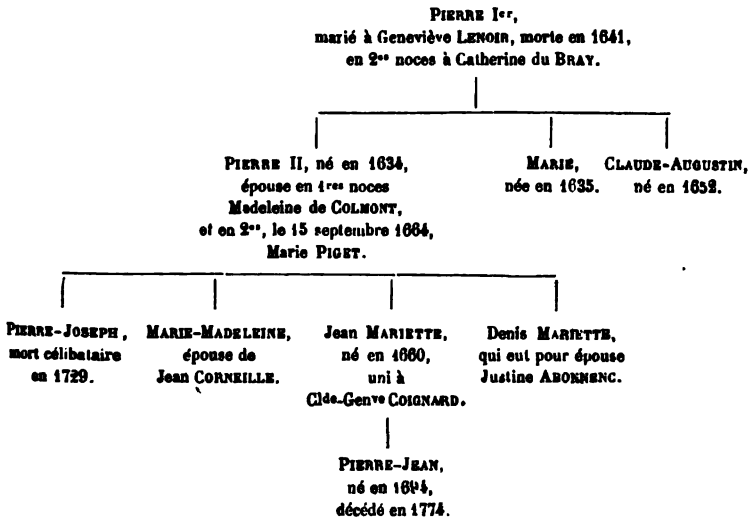 PIERRE Ier,
marié à Geneviève LENOIR, morte en 1641,
en 2es noces à Catherine du BRAY.
PIERRE II, né en 1634,
épouse en 1res noces
Madeleine de COLMONT,
et en 2es, le 15 septembre 1664,
Marie PIGET.
MARIE,
née en 1635.
CLAUDE-AUGUSTIN,
né en 1652.
PIERRE-JOSEPH,
mort célibataire
en 1729.
MARIE-MADELEINE,
épouse de
Jean CORNEILLE.
Jean MARIETTE,
né en 1660,
uni à
Clde-Genve COIGNARD.
Denis MARIETTE,
qui eut pour épouse
Justine
PIERRE-JEAN,
né en 1694,
décédé en 1774.